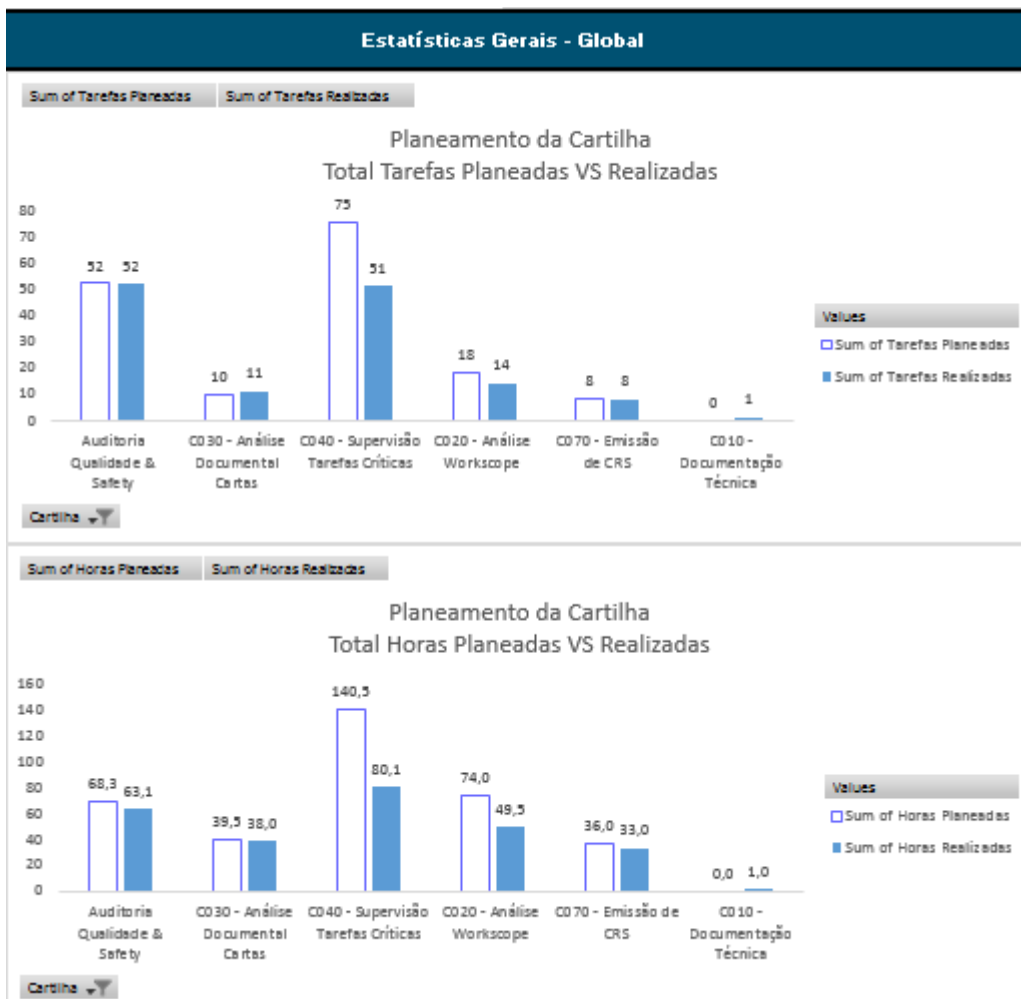 Estatísticas Gerais - Global
Sum of Tarefas Planeadas
Sum of Tarefas Realizadas
Planeamento da Cartilha
Total Tarefas Planeadas VS Realizadas
80
70
60
50
40
30
20
10
0
52
52
10
11
75
51
18
14
8
8
0
1
Auditoria
Qualidade &
Safety
C030 - Análise
Documental
Cartas
C040 - Supervisão
Tarefas Críticas
C020 - Análise
Workscope
C070 - Emissão
de CRS
C010 -
Documentação
Técnica
Values
Sum of Tarefas Planeadas
Sum of Tarefas Realizadas
Cartilha
Sum of Horas Planeadas
Sum of Horas Realizadas
Planeamento da Cartilha
Total Horas Planeadas VS Realizadas
160
140
120
100
80
60
40
20
0
68,3
63,1
39,5
38,0
140,5
80,1
74,0
49,5
36,0
33,0
0,0
1,0
Auditoria
Qualidade &
Safety
C030 - Análise
Documental
Cartas
C040 - Supervisão
Tarefas Críticas
C020 - Análise
Workscope
C070 - Emissão de
CRS
C010 -
Documentação
Técnica
Values
Sum of Horas Planeadas
Sum of Horas Realizadas
Cartilha